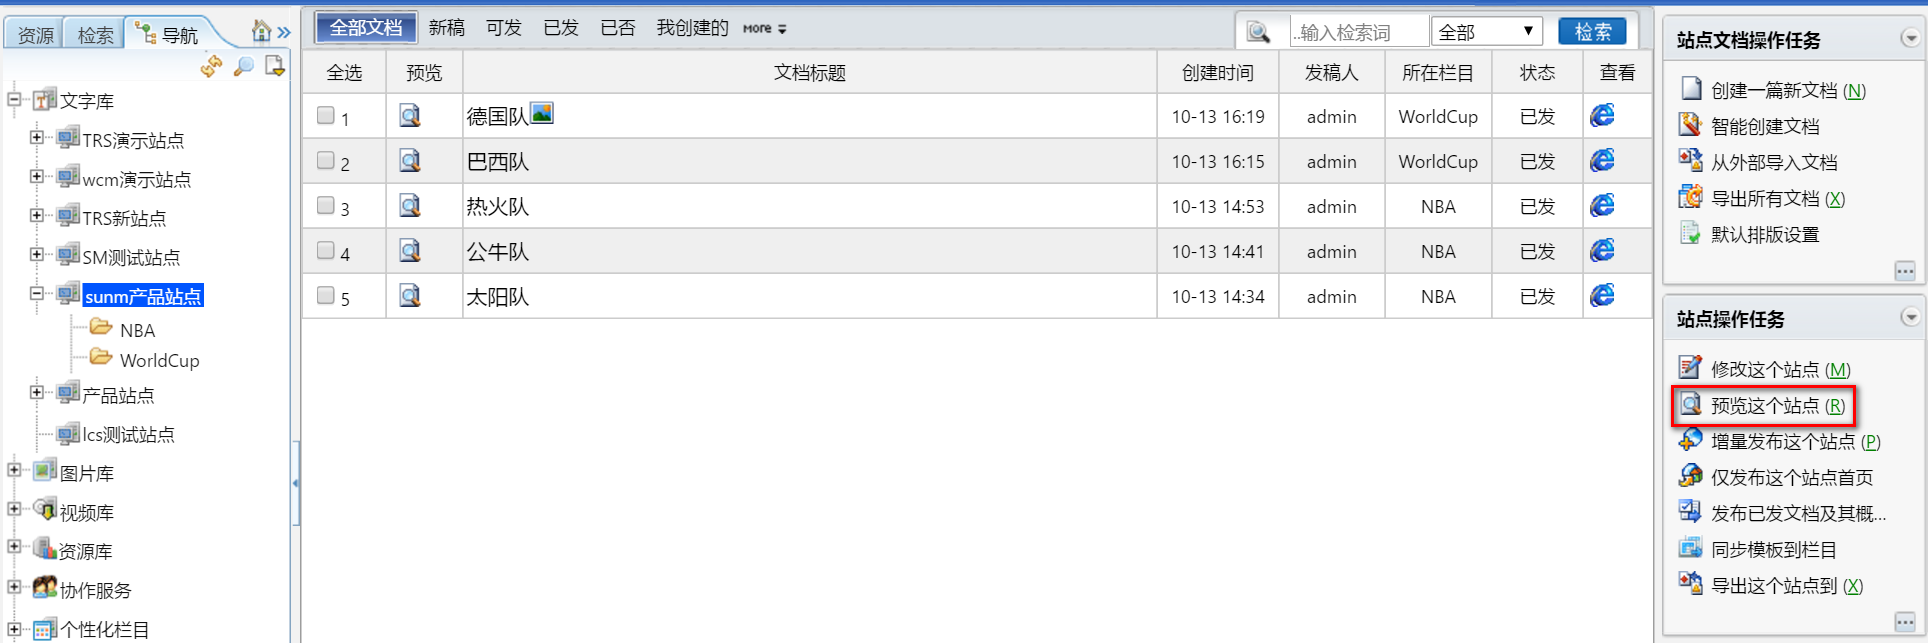 资源 检索 导航
文字库
TRS演示站点
wcm演示站点
TRS新站点
SM测试站点
sunm产品站点
NBA
WorldCup
产品站点
lcs测试站点
图片库
视频库
资源库
协作服务
个性化栏目
全部文档 新稿 可发 已发 已否 我创建的 More ..输入检索词 全部 检索
全选 预览 文档标题 创建时间 发稿人 所在栏目 状态 查看
1 德国队 10-13 16:19 admin WorldCup 已发
2 巴西队 10-13 16:15 admin WorldCup 已发
3 热火队 10-13 14:53 admin NBA 已发
4 公牛队 10-13 14:41 admin NBA 已发
5 太阳队 10-13 14:34 admin NBA 已发
站点文档操作任务
创建一篇新文档 (N)
智能创建文档
从外部导入文档
导出所有文档 (X)
默认排版设置
站点操作任务
修改这个站点 (M)
预览这个站点 (R)
增量发布这个站点 (P)
仅发布这个站点首页
发布已发文档及其概...
同步模板到栏目
导出这个站点到 (X)